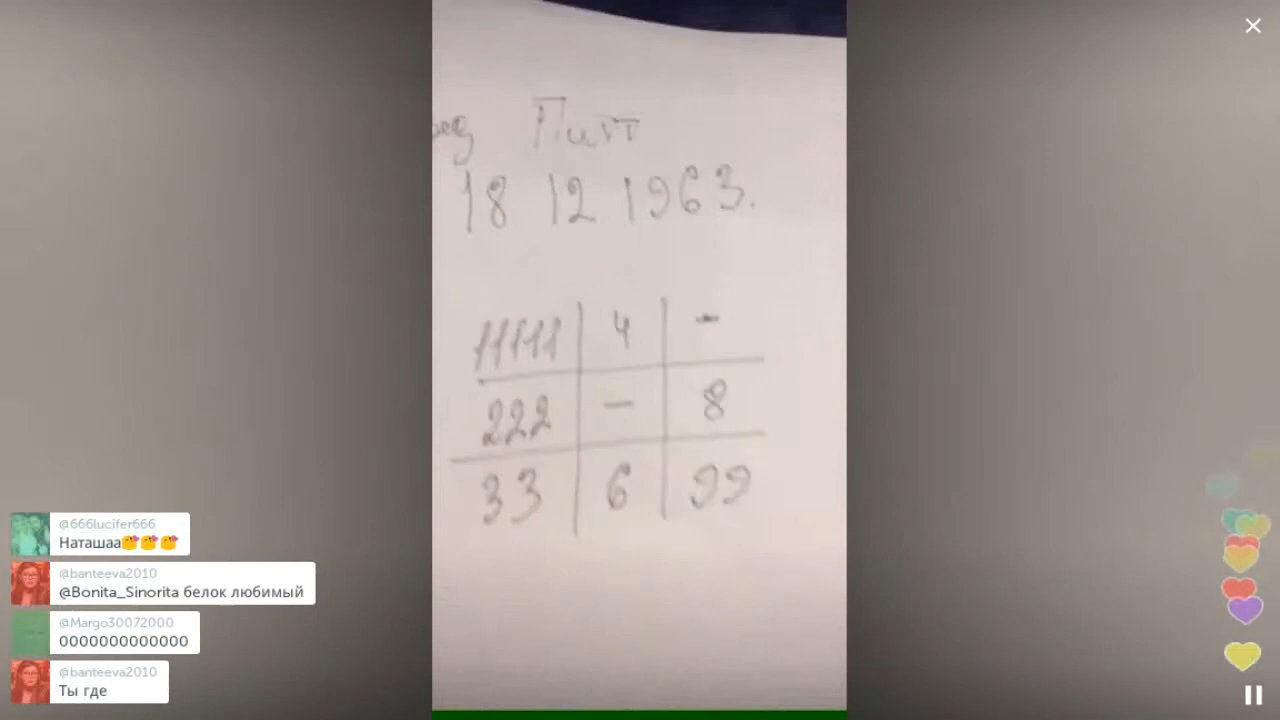 Питт
18 12 1963.
11111 4 -
222 - 8
33 6 99
@666lucifer666
Наташаа
@banteeva2010
@Bonita_Sinorita белок любимый
@Margo30072000
0000000000000
@banteeva2010
Ты где